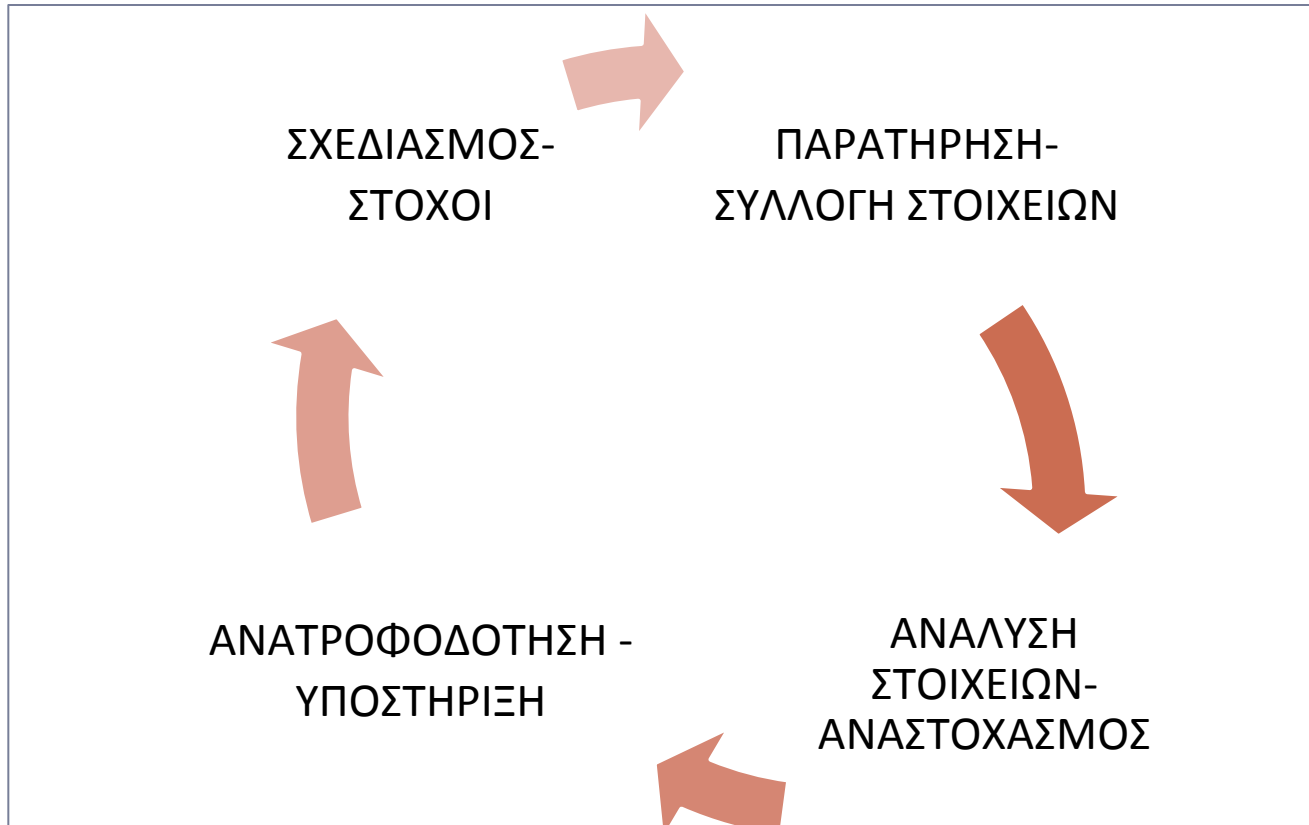 ΣΧΕΔΙΑΣΜΟΣ-
ΣΤΟΧΟΙ
ΠΑΡΑΤΗΡΗΣΗ-
ΣΥΛΛΟΓΗ ΣΤΟΙΧΕΙΩΝ
ΑΝΑΛΥΣΗ
ΣΤΟΙΧΕΙΩΝ-
ΑΝΑΣΤΟΧΑΣΜΟΣ
ΑΝΑΤΡΟΦΟΔΟΤΗΣΗ -
ΥΠΟΣΤΗΡΙΞΗ